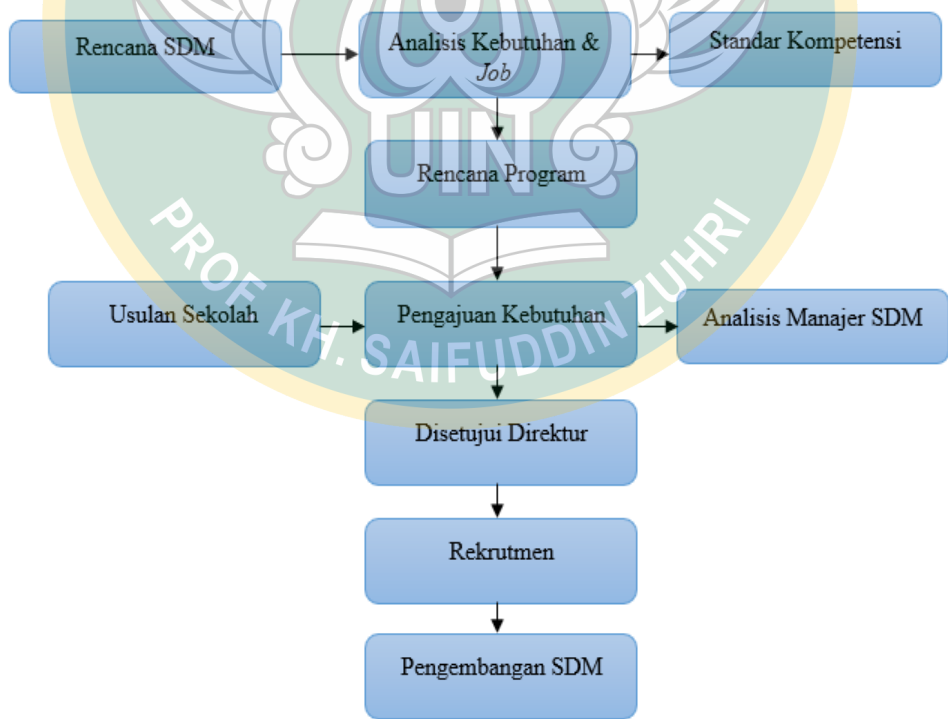 Rencana SDM
Analisis Kebutuhan &
Job
Standar Kompetensi
Rencana Program
Usulan Sekolah
Pengajuan Kebutuhan
Analisis Manajer SDM
Disetujui Direktur
Rekrutmen
Pengembangan SDM
UIN
PROF. KH. SAIFUDDIN ZUHRI